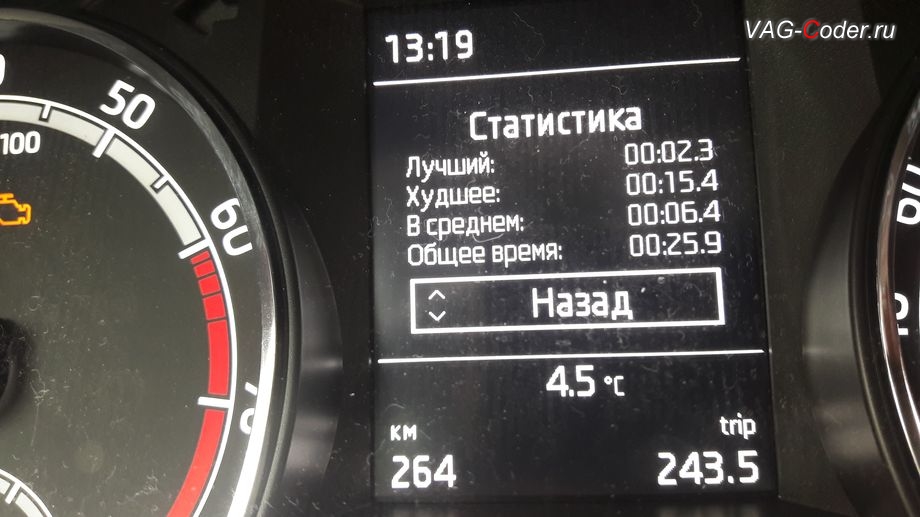 VAG-Coder.ru
13:19
Статистика
Лучший: 00:02.3
Худшее: 00:15.4
В среднем: 00:06.4
Общее время: 00:25.9
Назад
4.5 °C
км trip
264 243.5
50
100
60